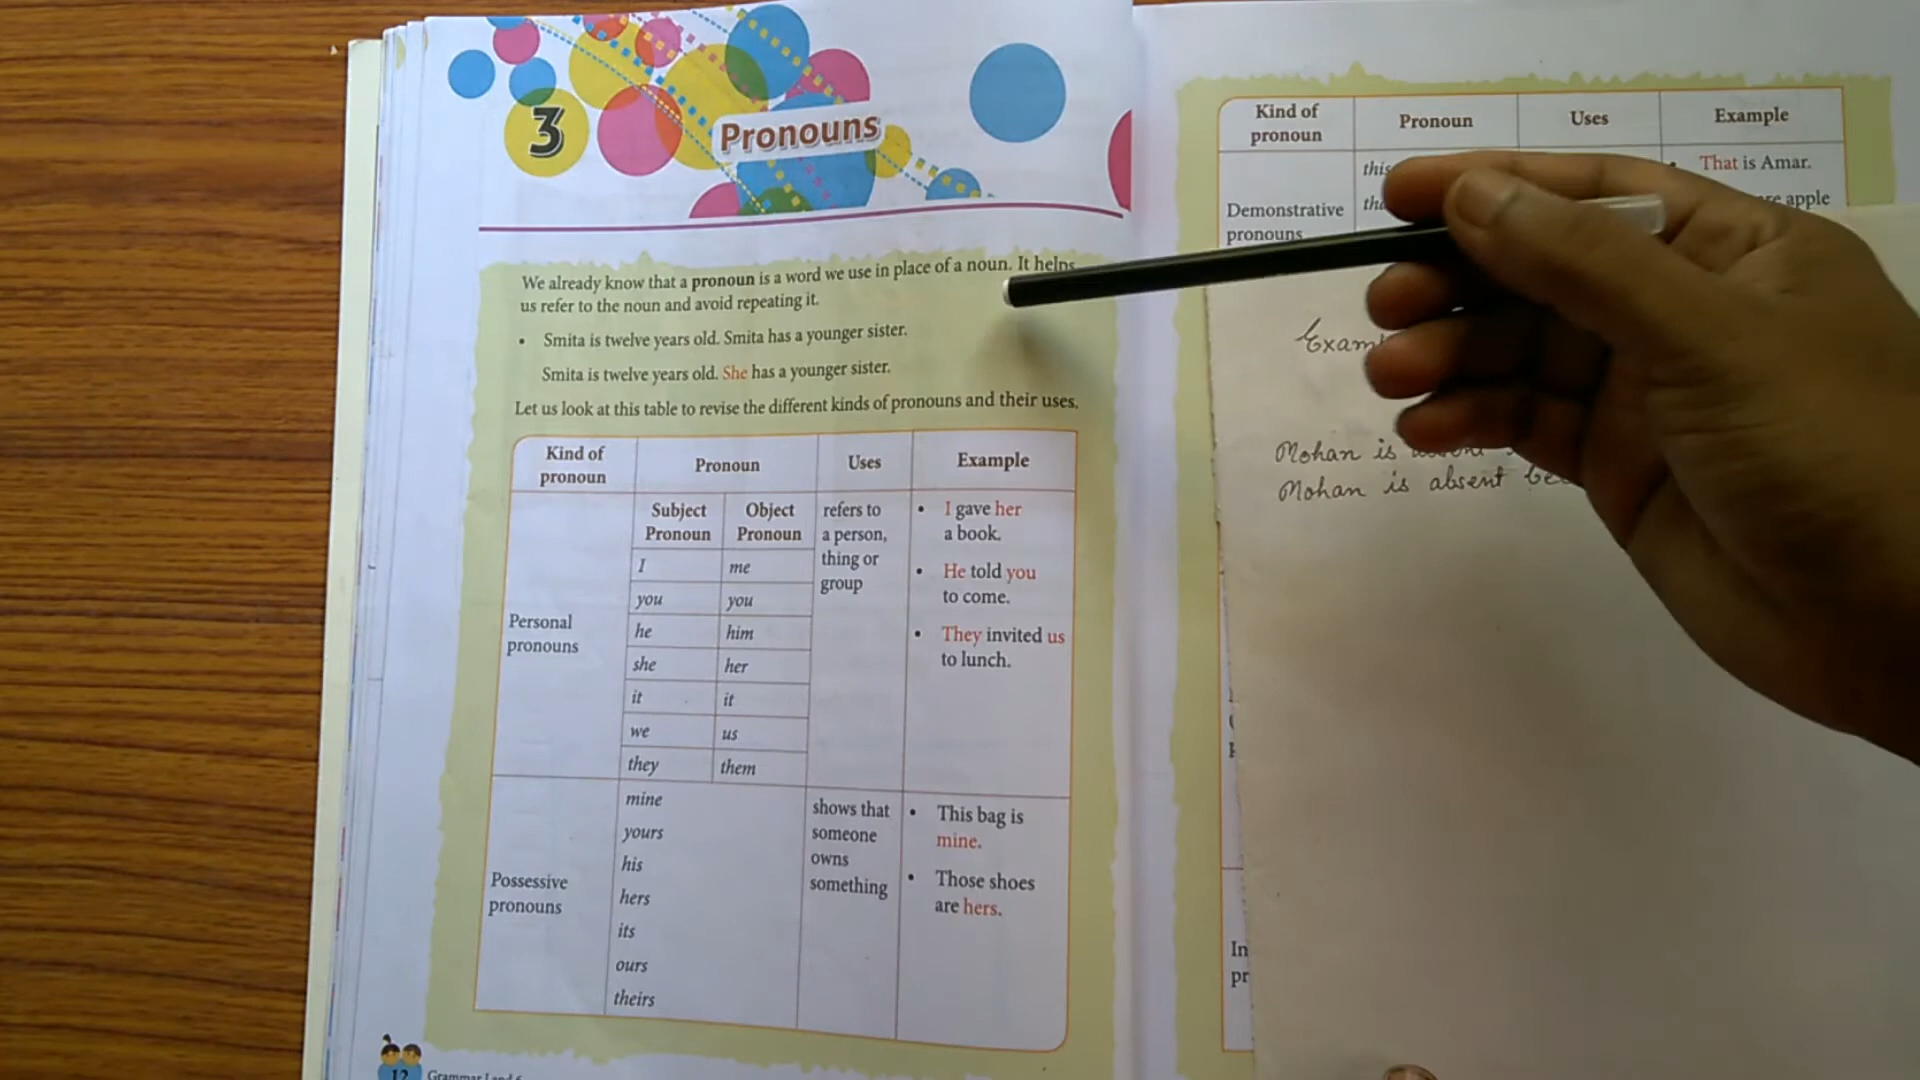 3
Pronouns
We already know that a pronoun is a word we use in place of a noun. It helps
us refer to the noun and avoid repeating it.
• Smita is twelve years old. Smita has a younger sister.
Smita is twelve years old. She has a younger sister.
Let us look at this table to revise the different kinds of pronouns and their uses.
Kind of pronoun Pronoun Uses Example
Personal pronouns
Subject Pronoun Object Pronoun
I me
you you
he him
she her
it it
we us
they them
refers to
a person,
thing or
group
• I gave her
a book.
• He told you
to come.
• They invited us
to lunch.
Possessive pronouns
mine
yours
his
hers
its
ours
theirs
shows that
someone
owns
something
• This bag is
mine.
• Those shoes
are hers.
12
Kind of pronoun Pronoun Uses Example
Demonstrative
pronouns
this
• That is Amar.
apple
Mohan is
Mohan is absent